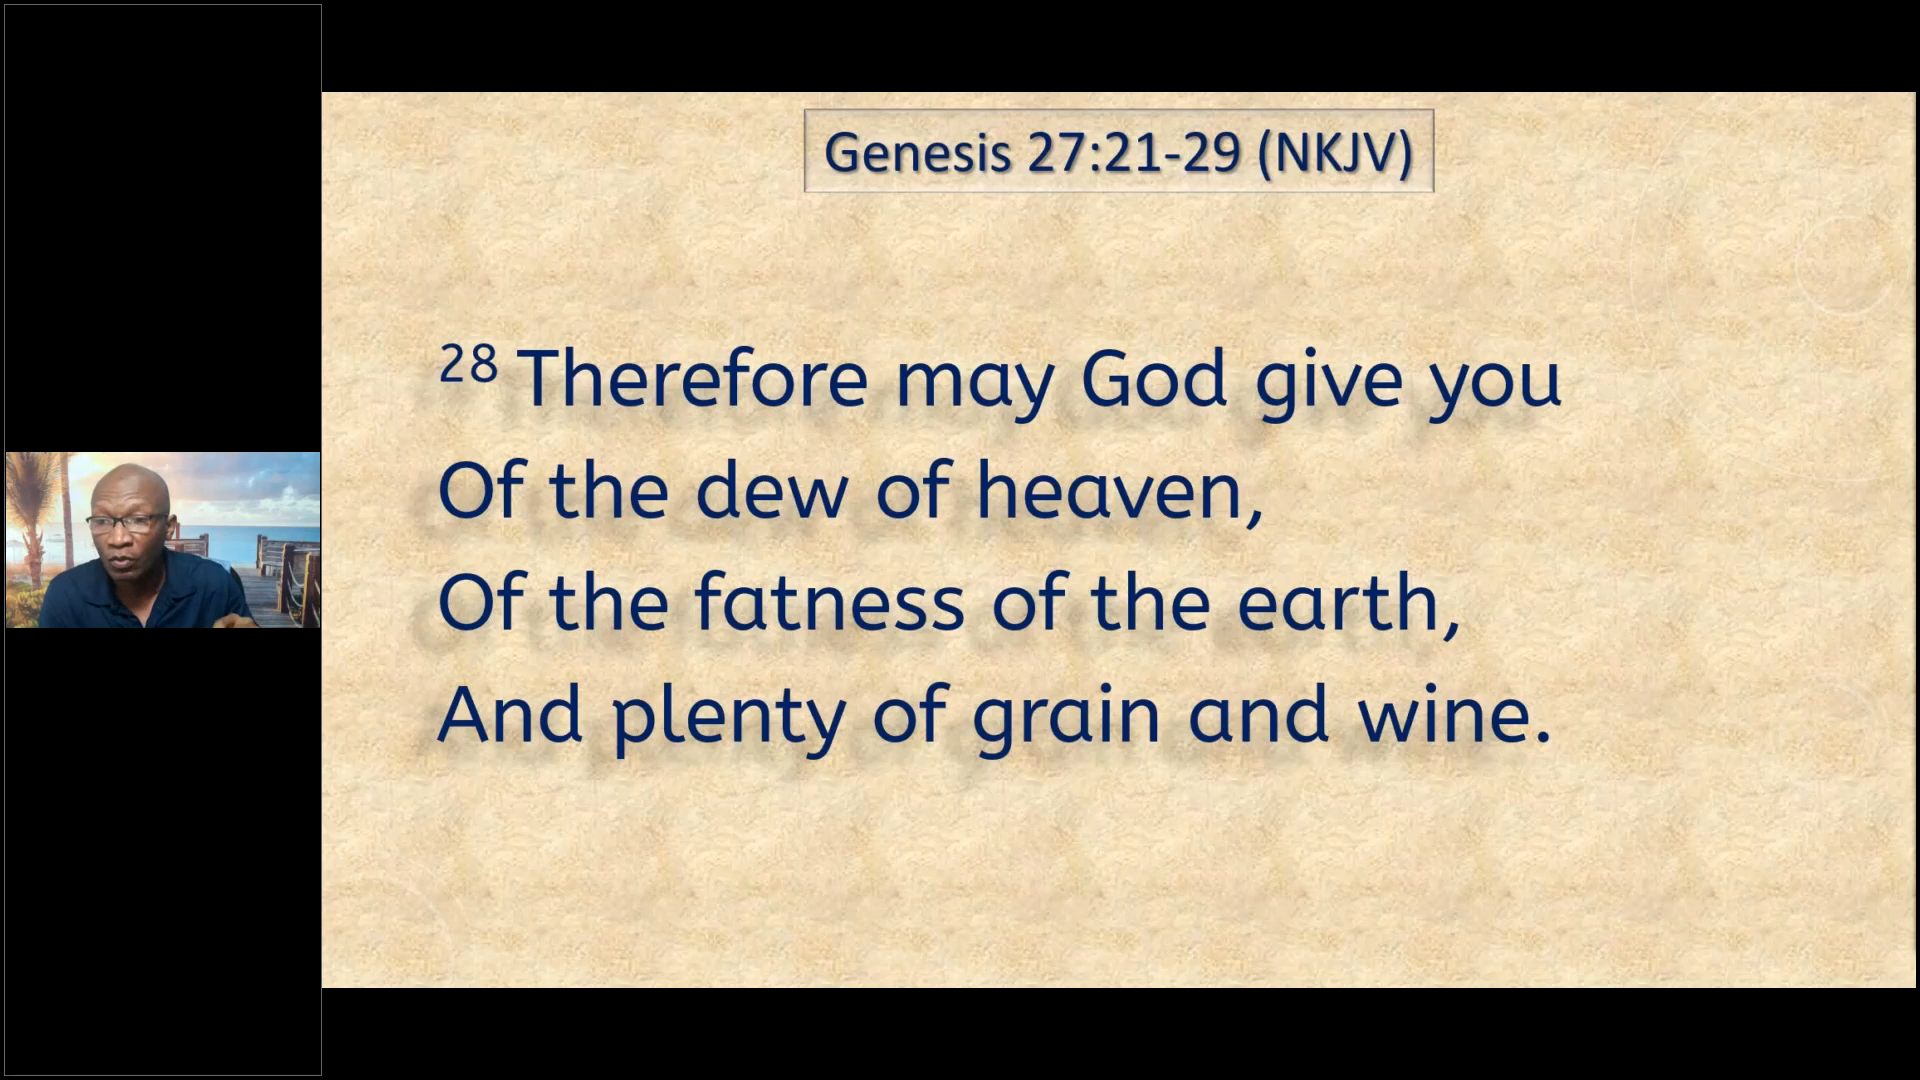 Genesis 27:21-29 (NKJV)
28 Therefore may God give you
Of the dew of heaven,
Of the fatness of the earth,
And plenty of grain and wine.